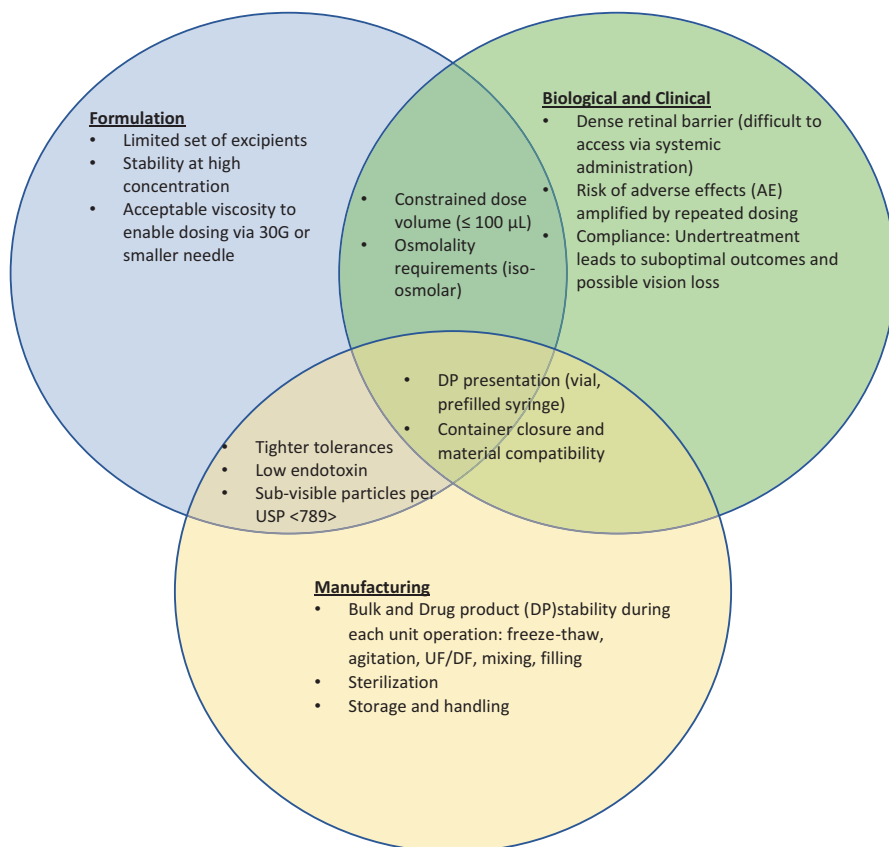 Formulation
• Limited set of excipients
• Stability at high
concentration
• Acceptable viscosity to
enable dosing via 30G or
smaller needle
Biological and Clinical
• Dense retinal barrier (difficult to
access via systemic
administration)
• Risk of adverse effects (AE)
amplified by repeated dosing
• Compliance: Undertreatment
leads to suboptimal outcomes and
possible vision loss
• Constrained dose
volume (≤ 100 µL)
• Osmolality
requirements (iso-
osmolar)
• DP presentation (vial,
prefilled syringe)
• Container closure and
material compatibility
• Tighter tolerances
• Low endotoxin
• Sub-visible particles per
USP <789>
Manufacturing
• Bulk and Drug product (DP)stability during
each unit operation: freeze-thaw,
agitation, UF/DF, mixing, filling
• Sterilization
• Storage and handling